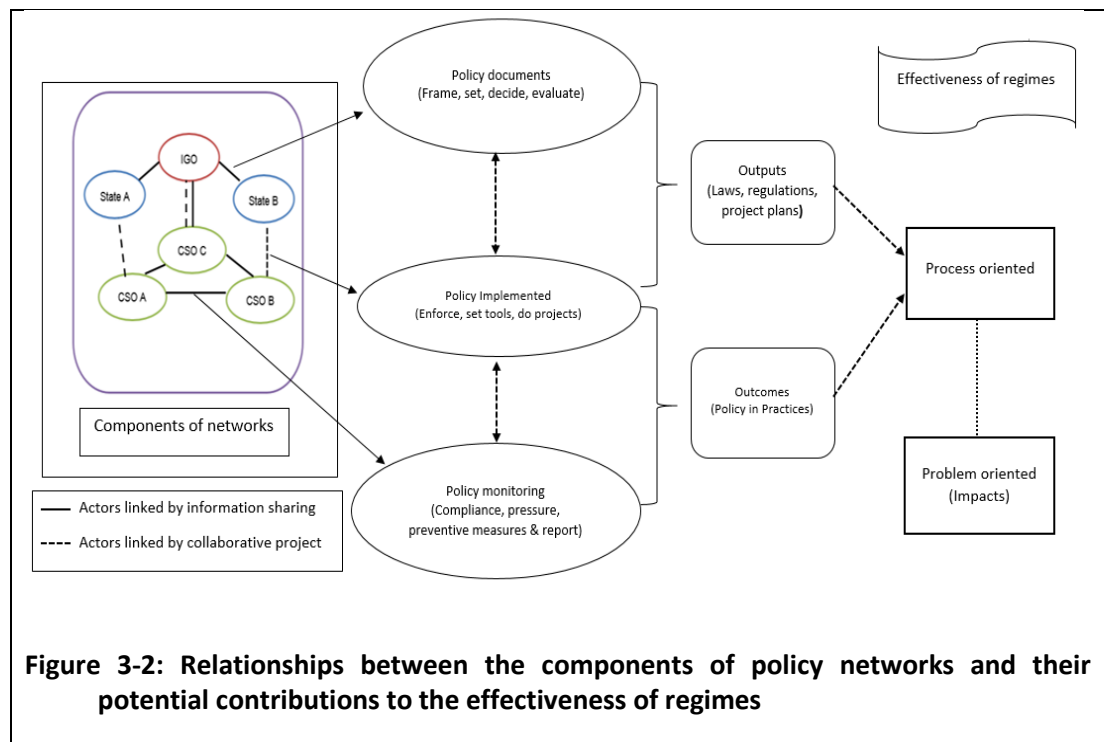 IGO
State A
State B
CSO C
CSO A
CSO B
Components of networks
Actors linked by information sharing
Actors linked by collaborative project
Policy documents
(Frame, set, decide, evaluate)
Policy Implemented
(Enforce, set tools, do projects)
Policy monitoring
(Compliance, pressure,
preventive measures & report)
Outputs
(Laws, regulations,
project plans)
Outcomes
(Policy in Practices)
Effectiveness of regimes
Process oriented
Problem oriented
(Impacts)
Figure 3-2: Relationships between the components of policy networks and their
potential contributions to the effectiveness of regimes